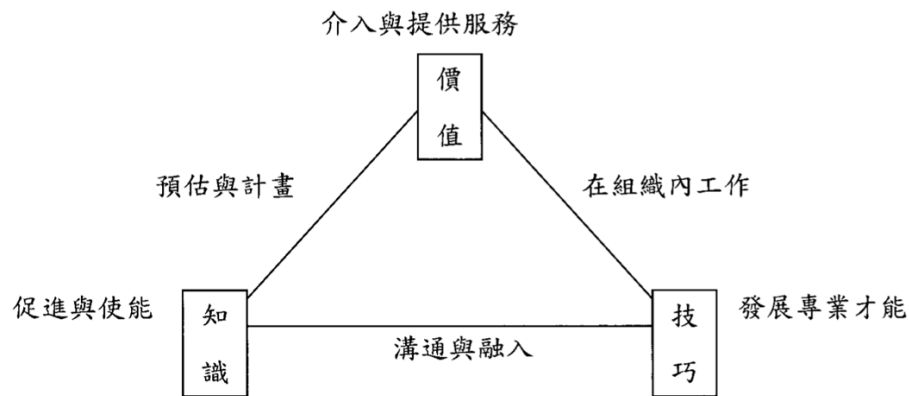 介入與提供服務
價
值
預估與計畫
在組織內工作
促進與使能
知
識
技
巧
發展專業才能
溝通與融入